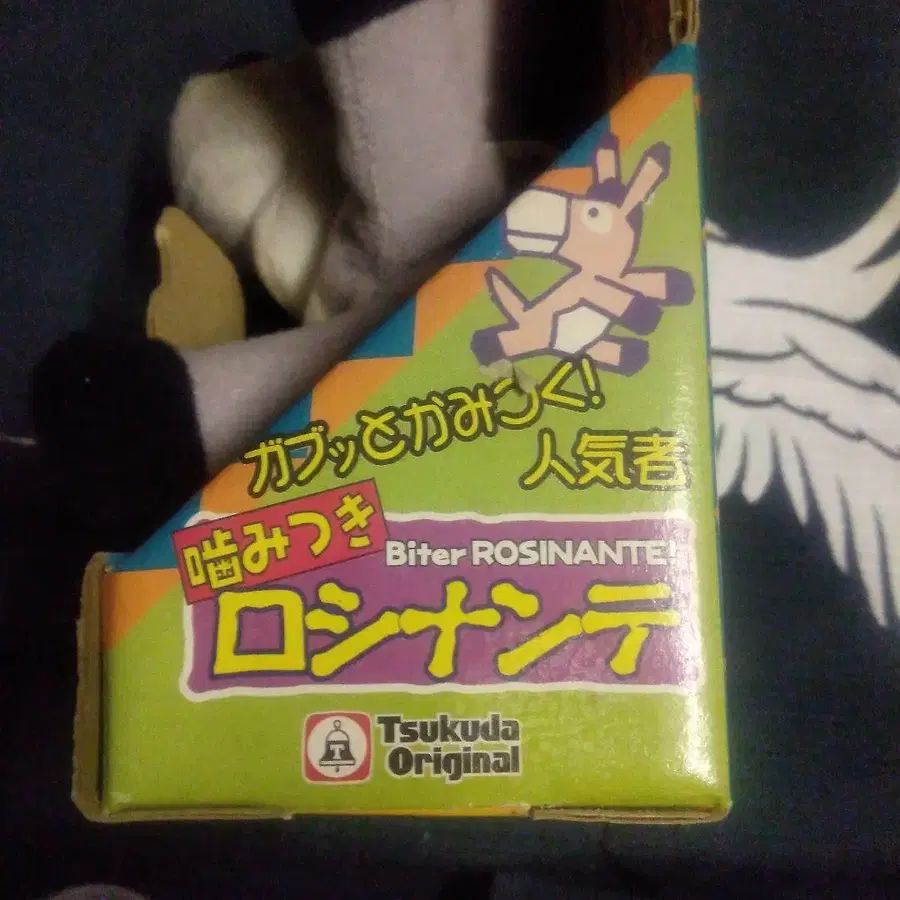 ガブッとかみつく!
人気者
噛みつき
Biter ROSINANTE!
ロシナンテ
T
Tsukuda
Original